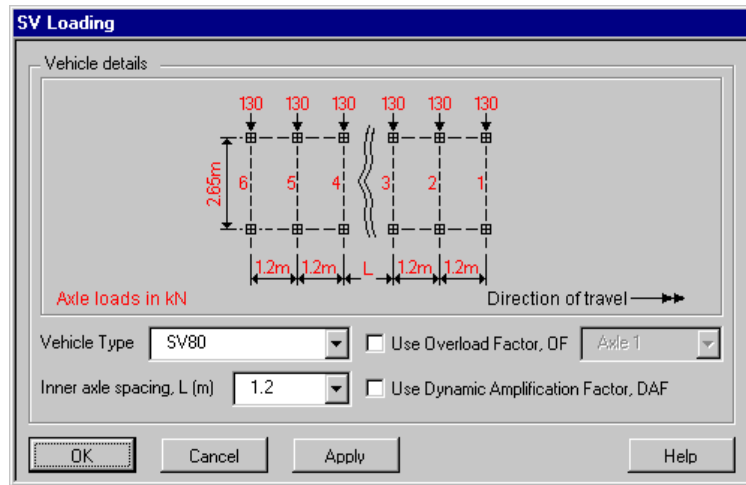 SV Loading
Vehicle details
130 130 130 130 130 130
2.65m
6 5 4 3 2 1
1.2m 1.2m L 1.2m 1.2m
Axle loads in kN Direction of travel
Vehicle Type SV80 Use Overload Factor, OF Axle 1
Inner axle spacing, L (m) 1.2 Use Dynamic Amplification Factor, DAF
OK Cancel Apply Help